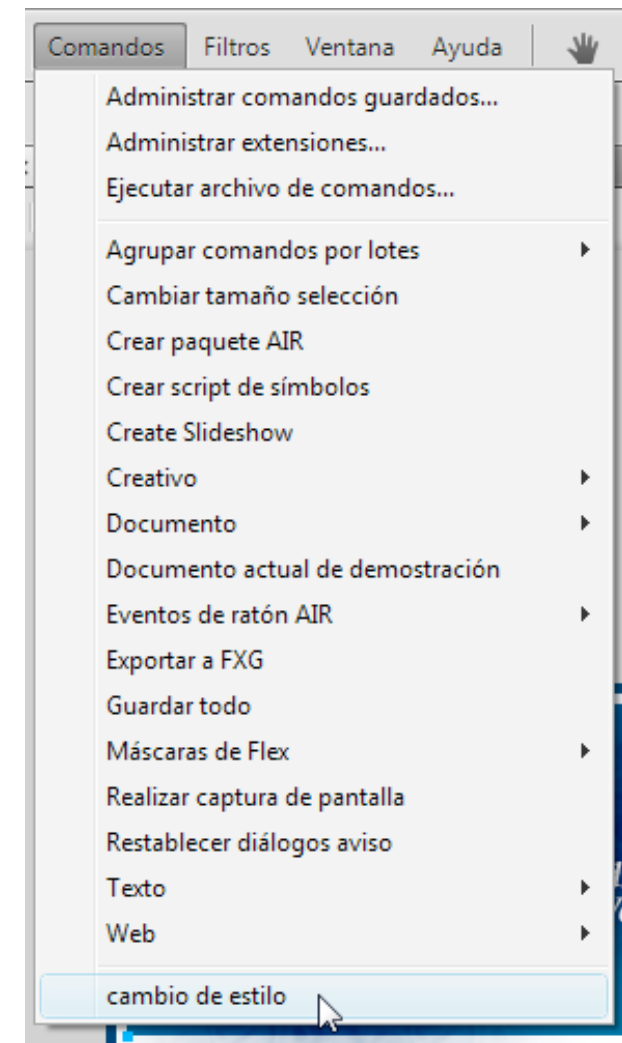 Comandos Filtros Ventana Ayuda
Administrar comandos guardados...
Administrar extensiones...
Ejecutar archivo de comandos...
Agrupar comandos por lotes
Cambiar tamaño selección
Crear paquete AIR
Crear script de símbolos
Create Slideshow
Creativo
Documento
Documento actual de demostración
Eventos de ratón AIR
Exportar a FXG
Guardar todo
Máscaras de Flex
Realizar captura de pantalla
Restablecer diálogos aviso
Texto
Web
cambio de estilo